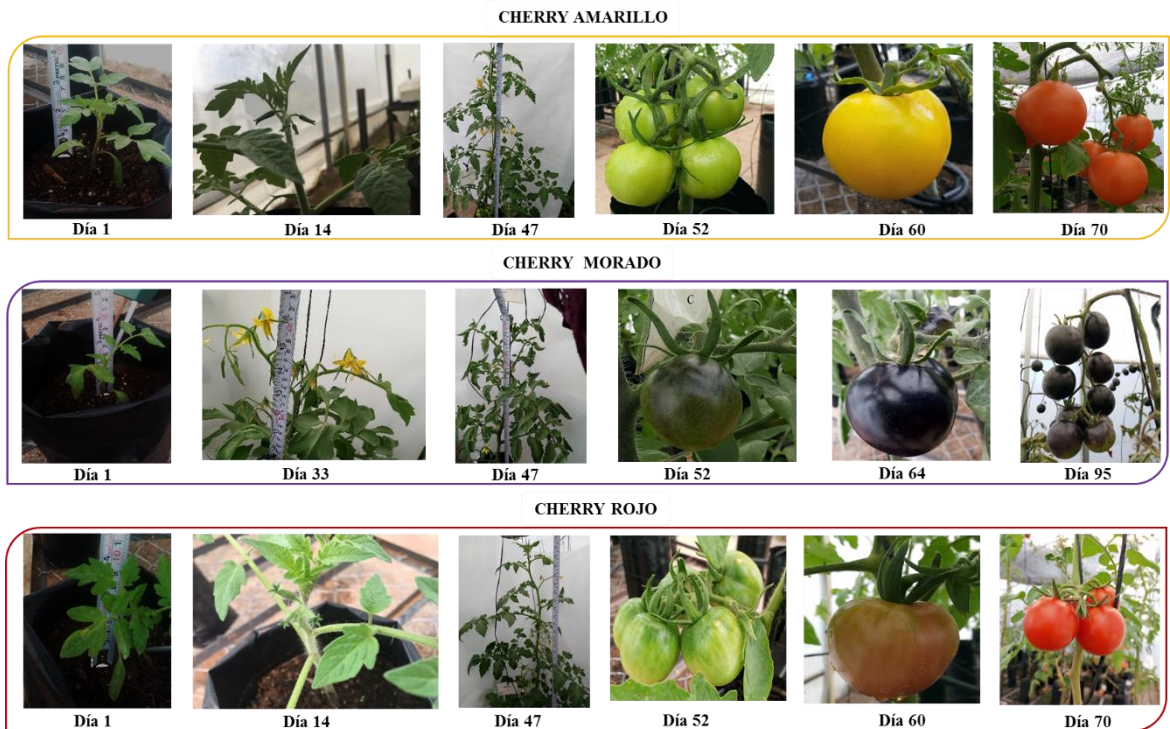 CHERRY AMARILLO
Día 1 Día 14 Día 47 Día 52 Día 60 Día 70
CHERRY MORADO
C
Día 1 Día 33 Día 47 Día 52 Día 64 Día 95
CHERRY ROJO
Día 1 Día 14 Día 47 Día 52 Día 60 Día 70